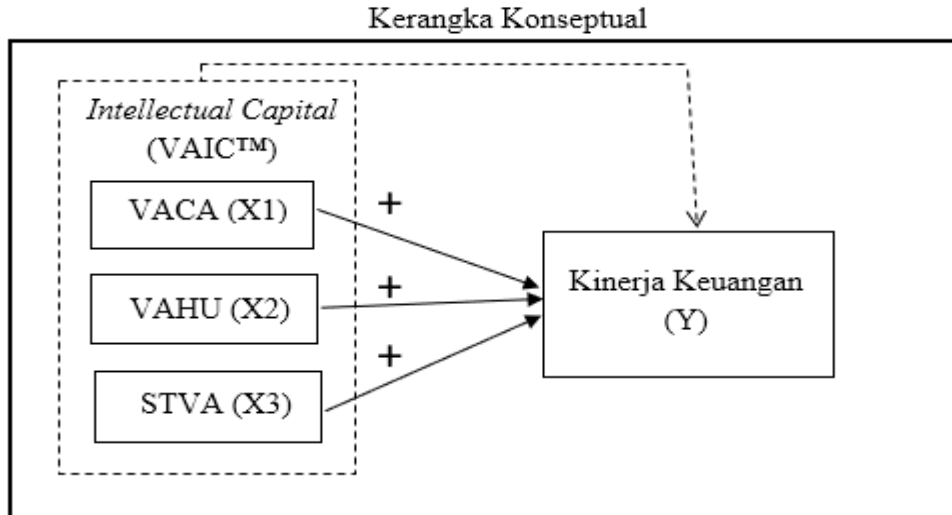 Kerangka Konseptual
Intellectual Capital
(VAIC™)
VACA (X1)
+
VAHU (X2)
+
STVA (X3)
+
Kinerja Keuangan
(Y)